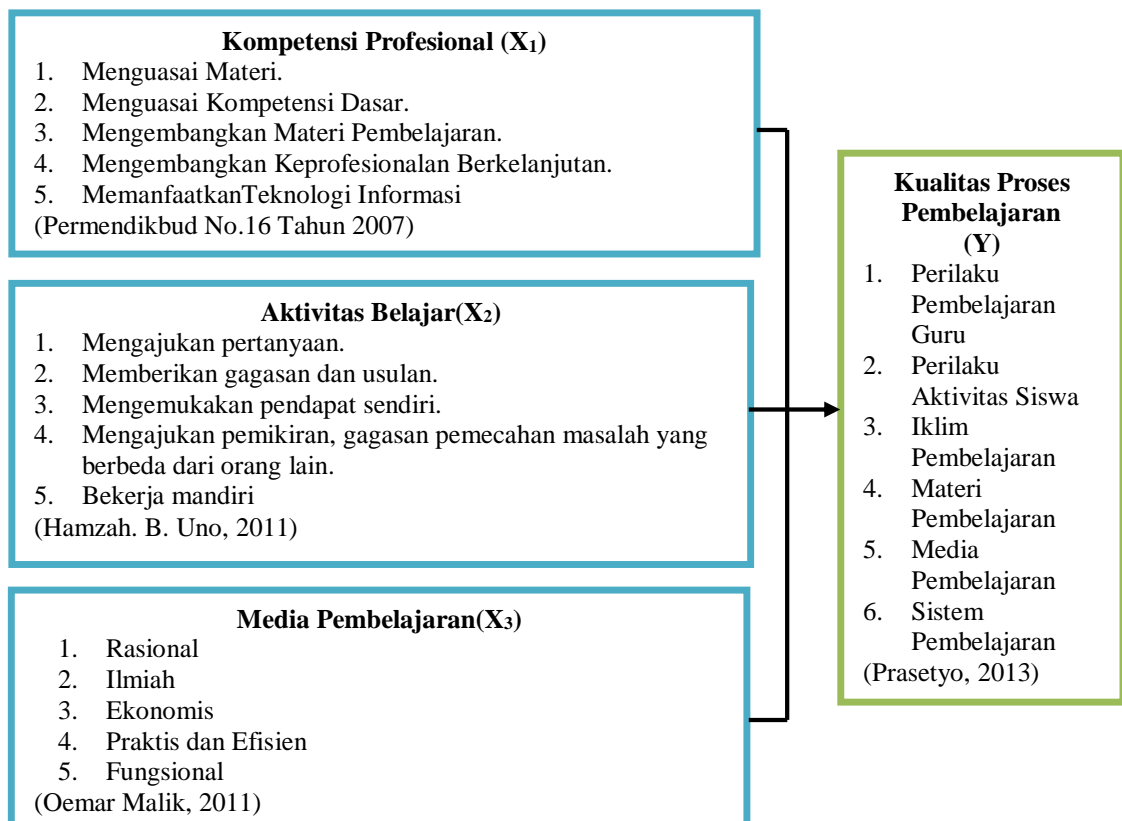 Kompetensi Profesional (X₁)
1. Menguasai Materi.
2. Menguasai Kompetensi Dasar.
3. Mengembangkan Materi Pembelajaran.
4. Mengembangkan Keprofesionalan Berkelanjutan.
5. MemanfaatkanTeknologi Informasi
(Permendikbud No.16 Tahun 2007)
Aktivitas Belajar(X₂)
1. Mengajukan pertanyaan.
2. Memberikan gagasan dan usulan.
3. Mengemukakan pendapat sendiri.
4. Mengajukan pemikiran, gagasan pemecahan masalah yang
berbeda dari orang lain.
5. Bekerja mandiri
(Hamzah. B. Uno, 2011)
Media Pembelajaran(X₃)
1. Rasional
2. Ilmiah
3. Ekonomis
4. Praktis dan Efisien
5. Fungsional
(Oemar Malik, 2011)
Kualitas Proses
Pembelajaran
(Y)
1. Perilaku
Pembelajaran
Guru
2. Perilaku
Aktivitas Siswa
3. Iklim
Pembelajaran
4. Materi
Pembelajaran
5. Media
Pembelajaran
6. Sistem
Pembelajaran
(Prasetyo, 2013)